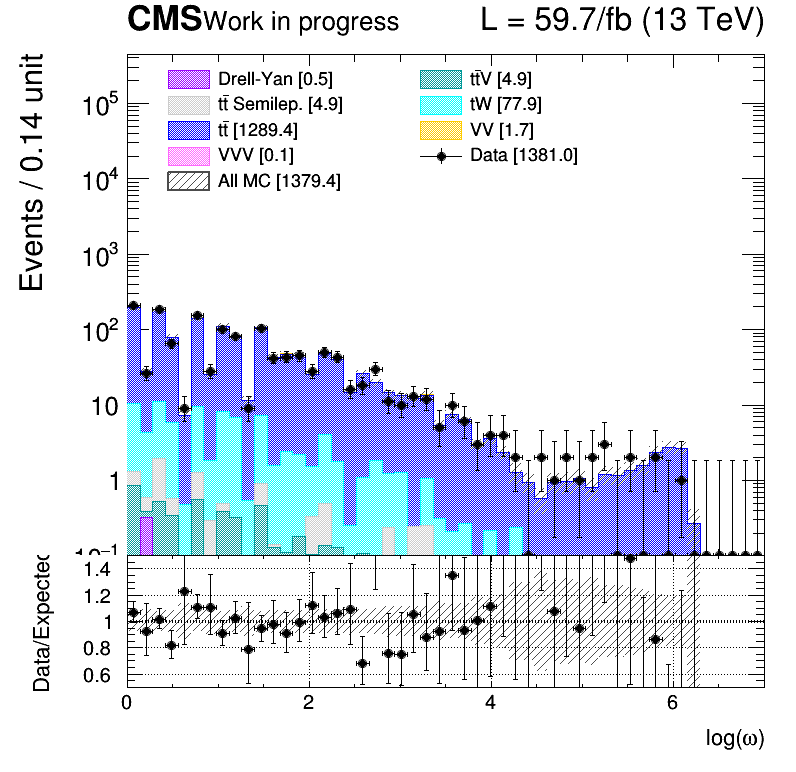 CMS Work in progress L = 59.7/fb (13 TeV)
Events / 0.14 unit
Drell-Yan [0.5]
tt̄ Semilep. [4.9]
tt̄ [1289.4]
VVV [0.1]
All MC [1379.4]
tt̄V [4.9]
tW [77.9]
VV [1.7]
Data [1381.0]
10⁵
10⁴
10³
10²
10
1
10⁻¹
Data/Expected
1.4
1.2
1
0.8
0.6
0 2 4 6
log(ω)